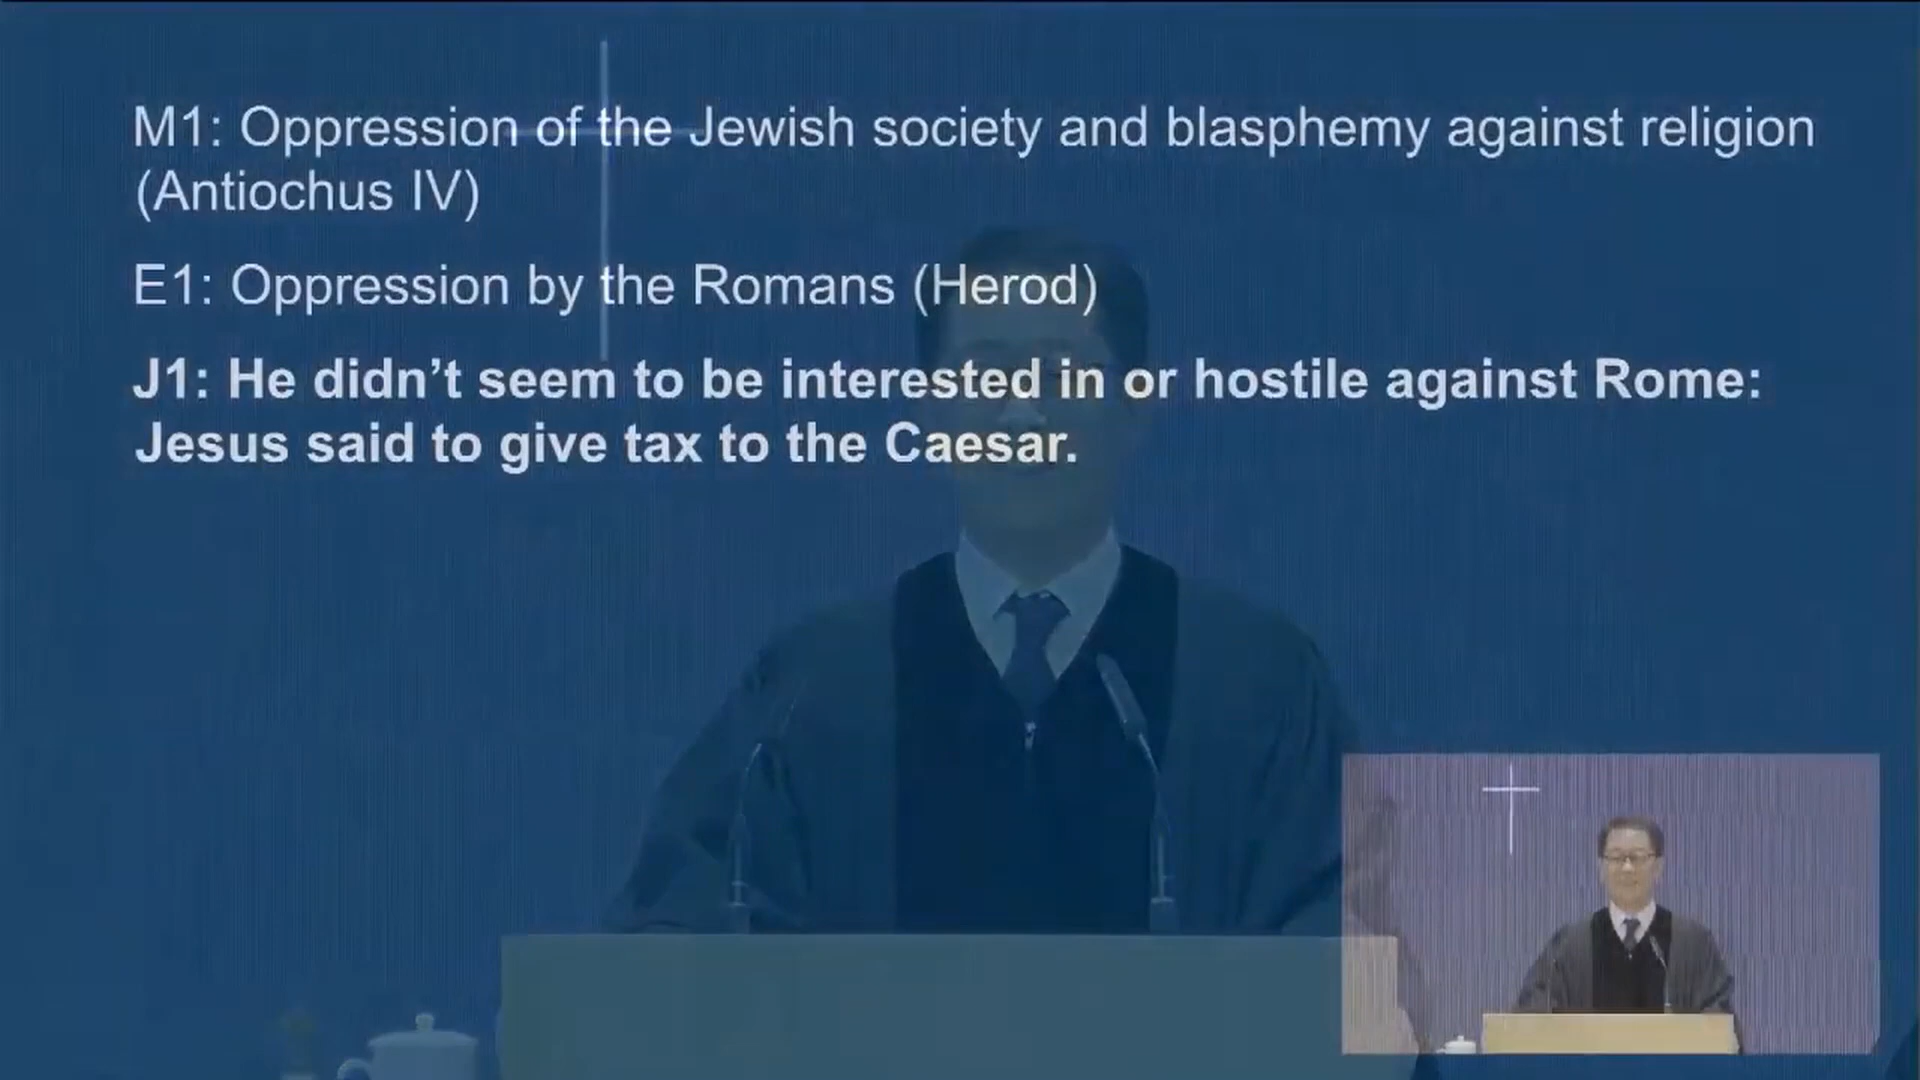 M1: Oppression of the Jewish society and blasphemy against religion
(Antiochus IV)
E1: Oppression by the Romans (Herod)
J1: He didn’t seem to be interested in or hostile against Rome:
Jesus said to give tax to the Caesar.